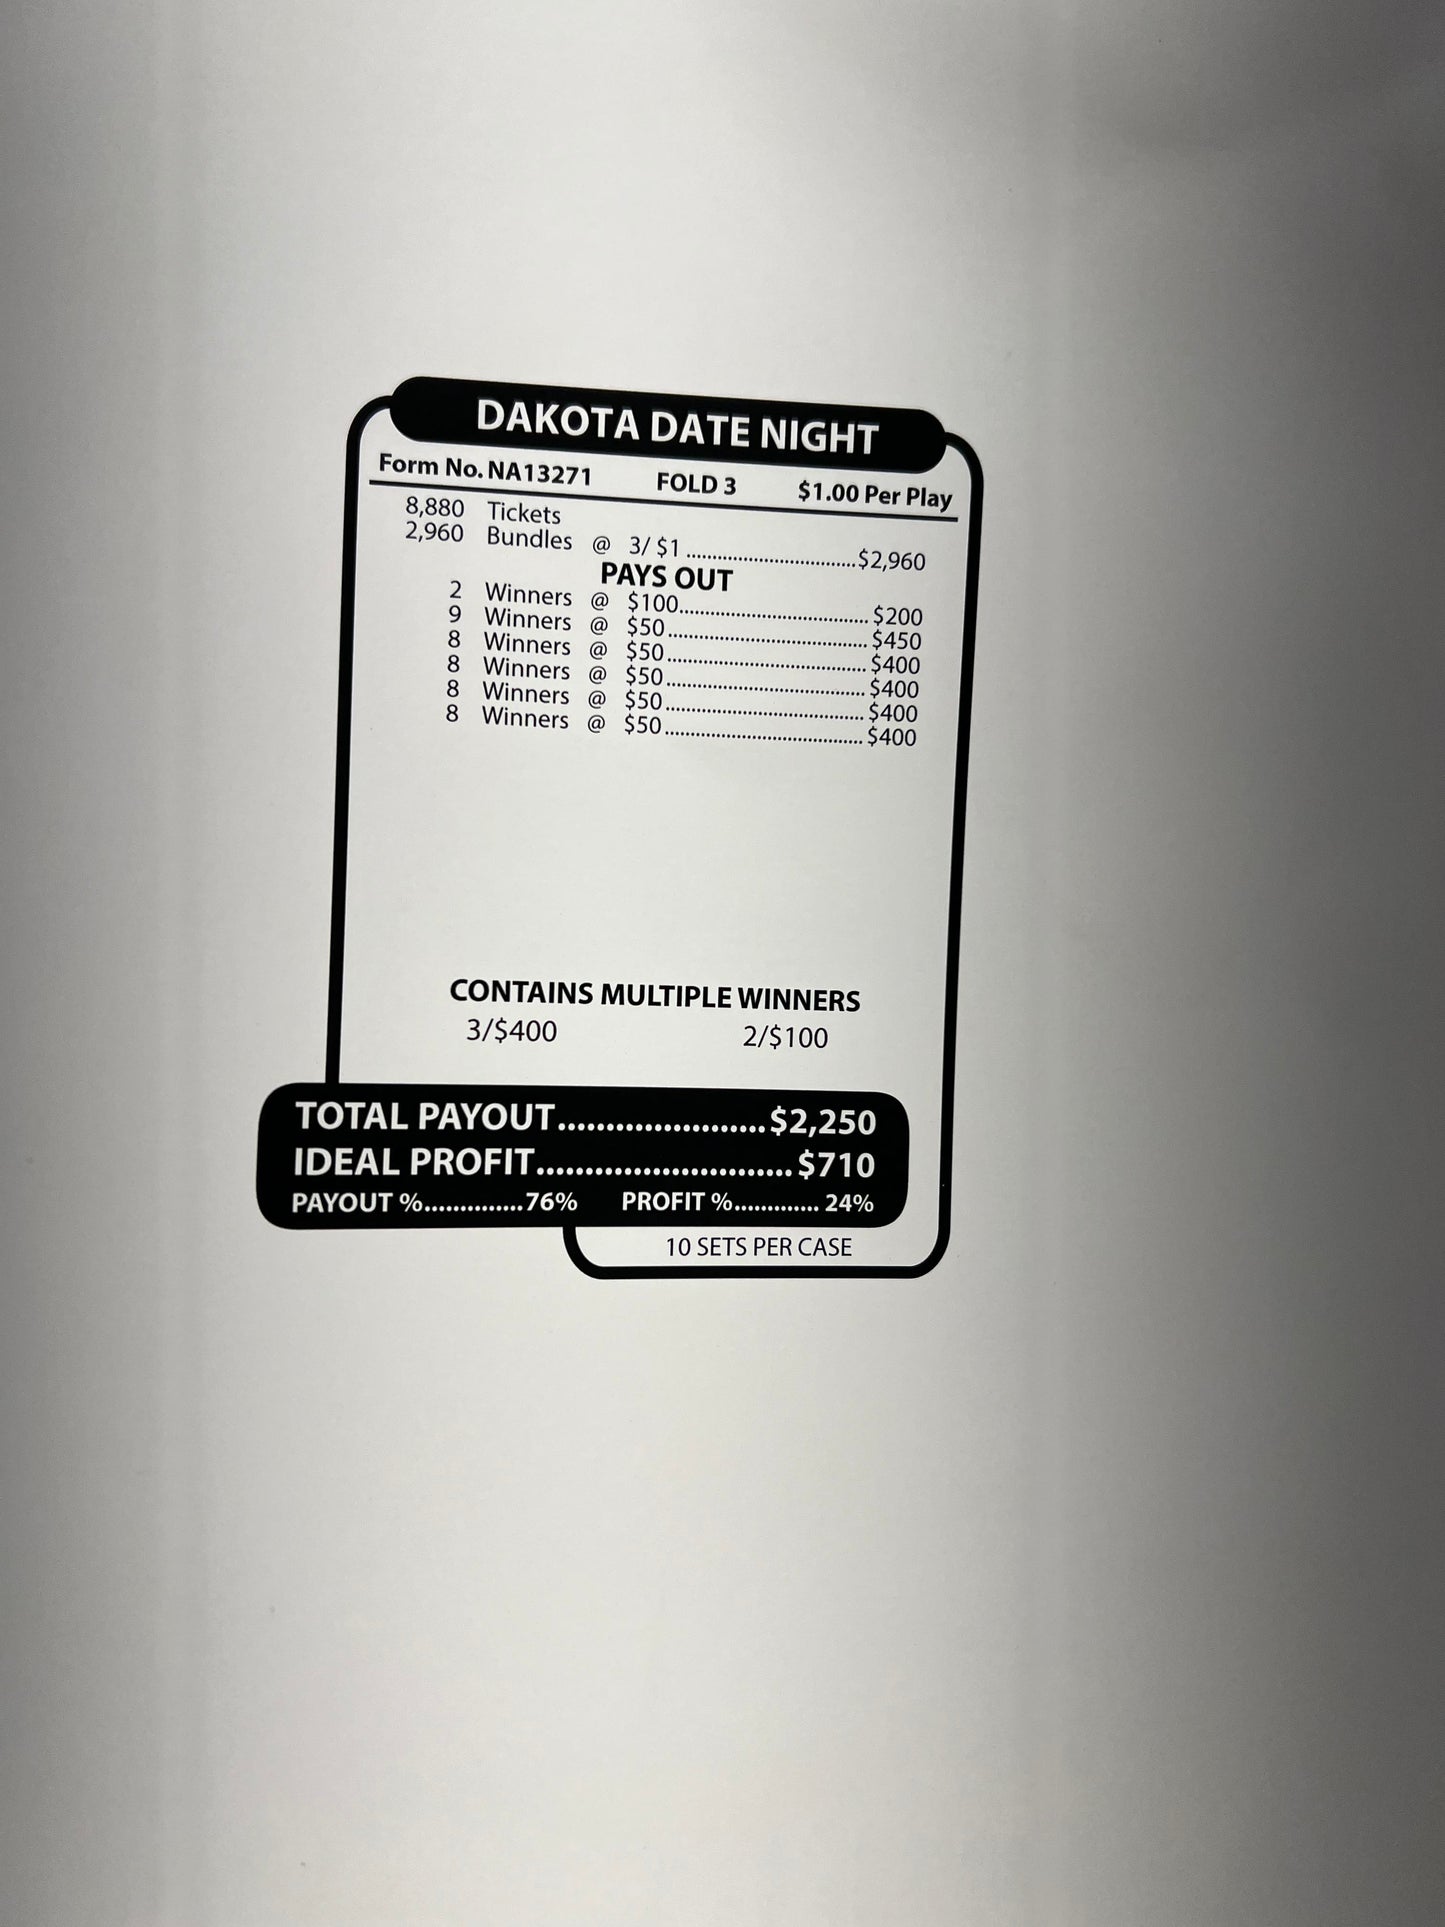 DAKOTA DATE NIGHT
Form No. NA13271 FOLD 3 $1.00 Per Play
8,880 Tickets
2,960 Bundles @ 3/ $1 ................................... $2,960
PAYS OUT
2 Winners @ $100....................................... $200
9 Winners @ $50......................................... $450
8 Winners @ $50......................................... $400
8 Winners @ $50......................................... $400
8 Winners @ $50......................................... $400
8 Winners @ $50......................................... $400
CONTAINS MULTIPLE WINNERS
3/$400 2/$100
TOTAL PAYOUT...................... $2,250
IDEAL PROFIT........................... $710
PAYOUT %.............. 76% PROFIT %............. 24%
10 SETS PER CASE